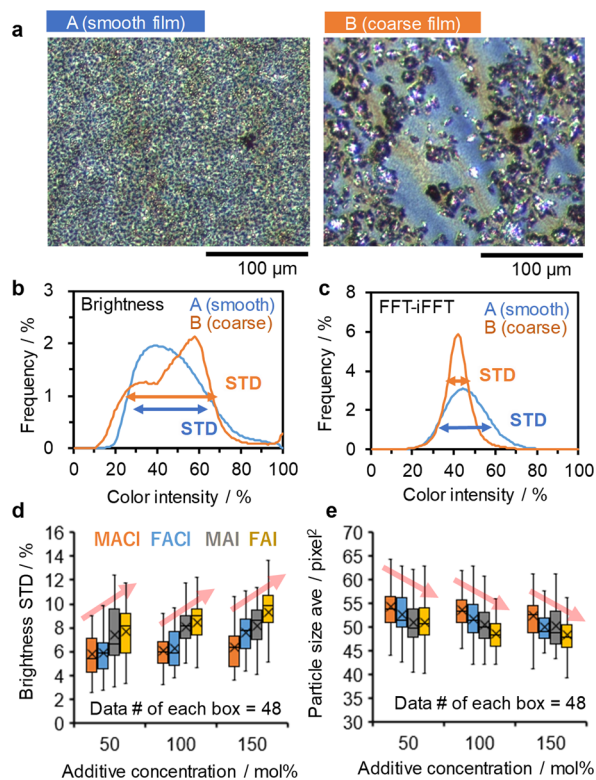 a
A (smooth film)
B (coarse film)
100 µm
100 µm
b
Brightness
A (smooth)
B (coarse)
STD
STD
Frequency / %
3
2
1
0
0 20 40 60 80 100
Color intensity / %
c
FFT-iFFT
A (smooth)
B (coarse)
STD
STD
Frequency / %
8
6
4
2
0
0 20 40 60 80 100
Color intensity / %
d
MACl FACl MAI FAI
Brightness STD / %
16
14
12
10
8
6
4
2
0
Data # of each box = 48
50 100 150
Additive concentration / mol%
e
Particle size ave / pixel²
70
65
60
55
50
45
40
35
30
Data # of each box = 48
50 100 150
Additive concentration / mol%